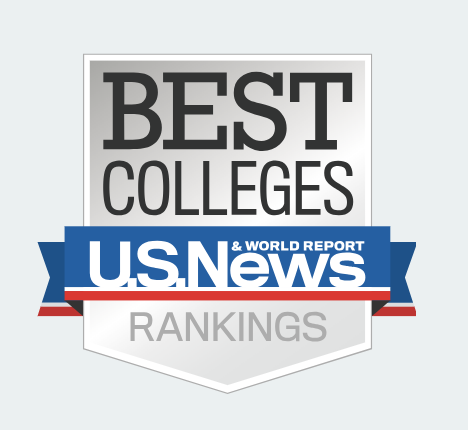 BEST
COLLEGES
U.S.News & WORLD REPORT
RANKINGS